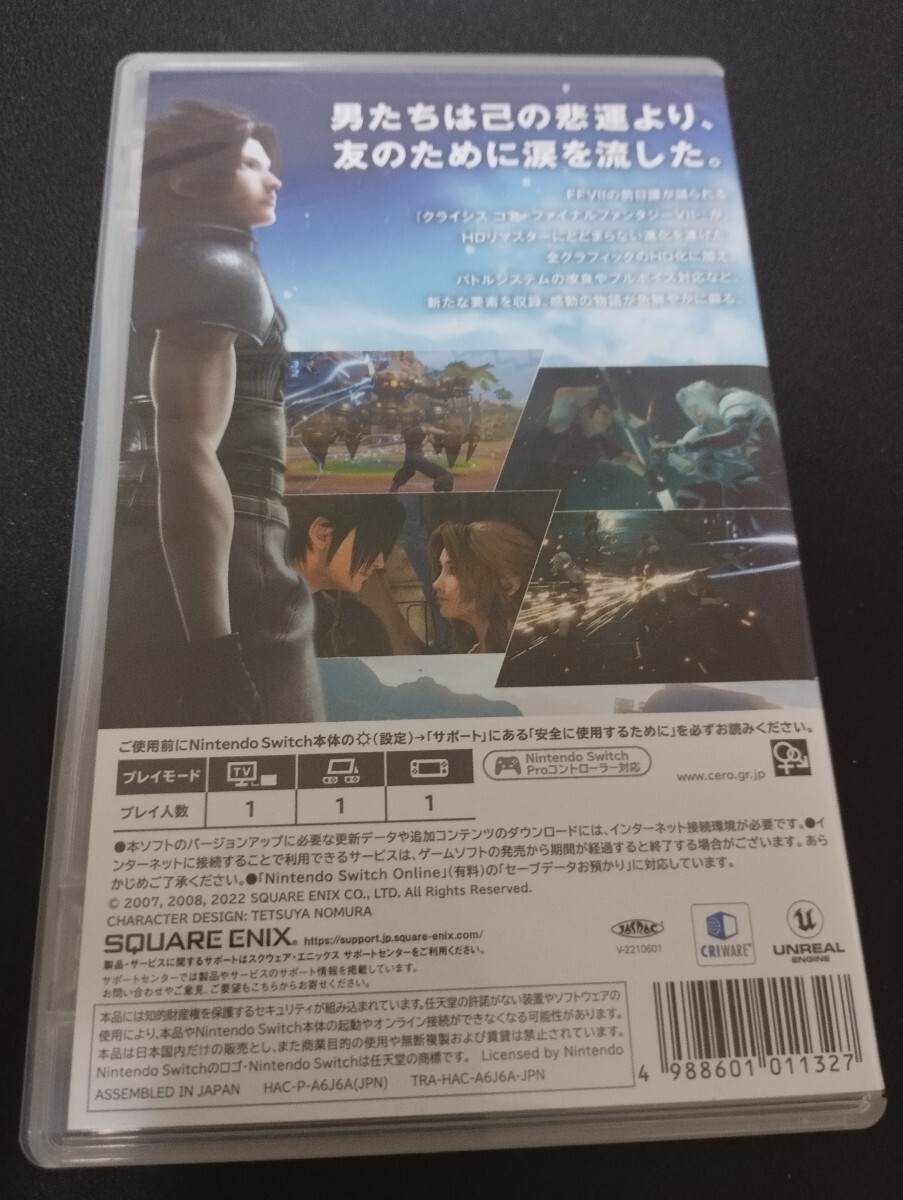 男たちは己の悲運より、
友のために涙を流した。
FFVIIの前日譚が語られる
『クライシス コア -ファイナルファンタジーVII-』が、
HDリマスターにとどまらない進化を遂げた。
全グラフィックのHD化に加え、
バトルシステムの改良やフルボイス対応など、
新たな要素を収録。感動の物語が色鮮やかに蘇る。
ご使用前にNintendo Switch本体の(設定)→「サポート」にある「安全に使用するために」を必ずお読みください。
プレイモード TV
Nintendo Switch
Proコントローラー対応
www.cero.gr.jp
プレイ人数 1 1 1
●本ソフトのバージョンアップに必要な更新データや追加コンテンツのダウンロードには、インターネット接続環境が必要です。●イ
ンターネットに接続することで利用できるサービスは、ゲームソフトの発売から期間が経過すると終了する場合がございます。あら
かじめご了承ください。●「Nintendo Switch Online」(有料)の「セーブデータお預かり」に対応しています。
© 2007, 2008, 2022 SQUARE ENIX CO., LTD. All Rights Reserved.
CHARACTER DESIGN: TETSUYA NOMURA
SQUARE ENIX. https://support.jp.square-enix.com/
製品・サービスに関するサポートはスクウェア・エニックス サポートセンターをご利用ください。
サポートセンターでは製品やサービスのサポート情報を掲載しています。
お問い合わせやご意見、ご要望もこちらからお寄せください。
JASRAC
V-2210601
CRIWARE
UNREAL
ENGINE
本品には知的財産権を保護するセキュリティが組み込まれています。任天堂の許諾がない装置やソフトウェアの
使用により、本品やNintendo Switch本体の起動やオンライン接続ができなくなる可能性があります。
本品は日本国内だけの販売とし、また商業目的の使用や無断複製および賃貸は禁止されています。
Nintendo Switchのロゴ・Nintendo Switchは任天堂の商標です。 Licensed by Nintendo
ASSEMBLED IN JAPAN HAC-P-A6J6A(JPN) TRA-HAC-A6J6A-JPN
4 988601 011327